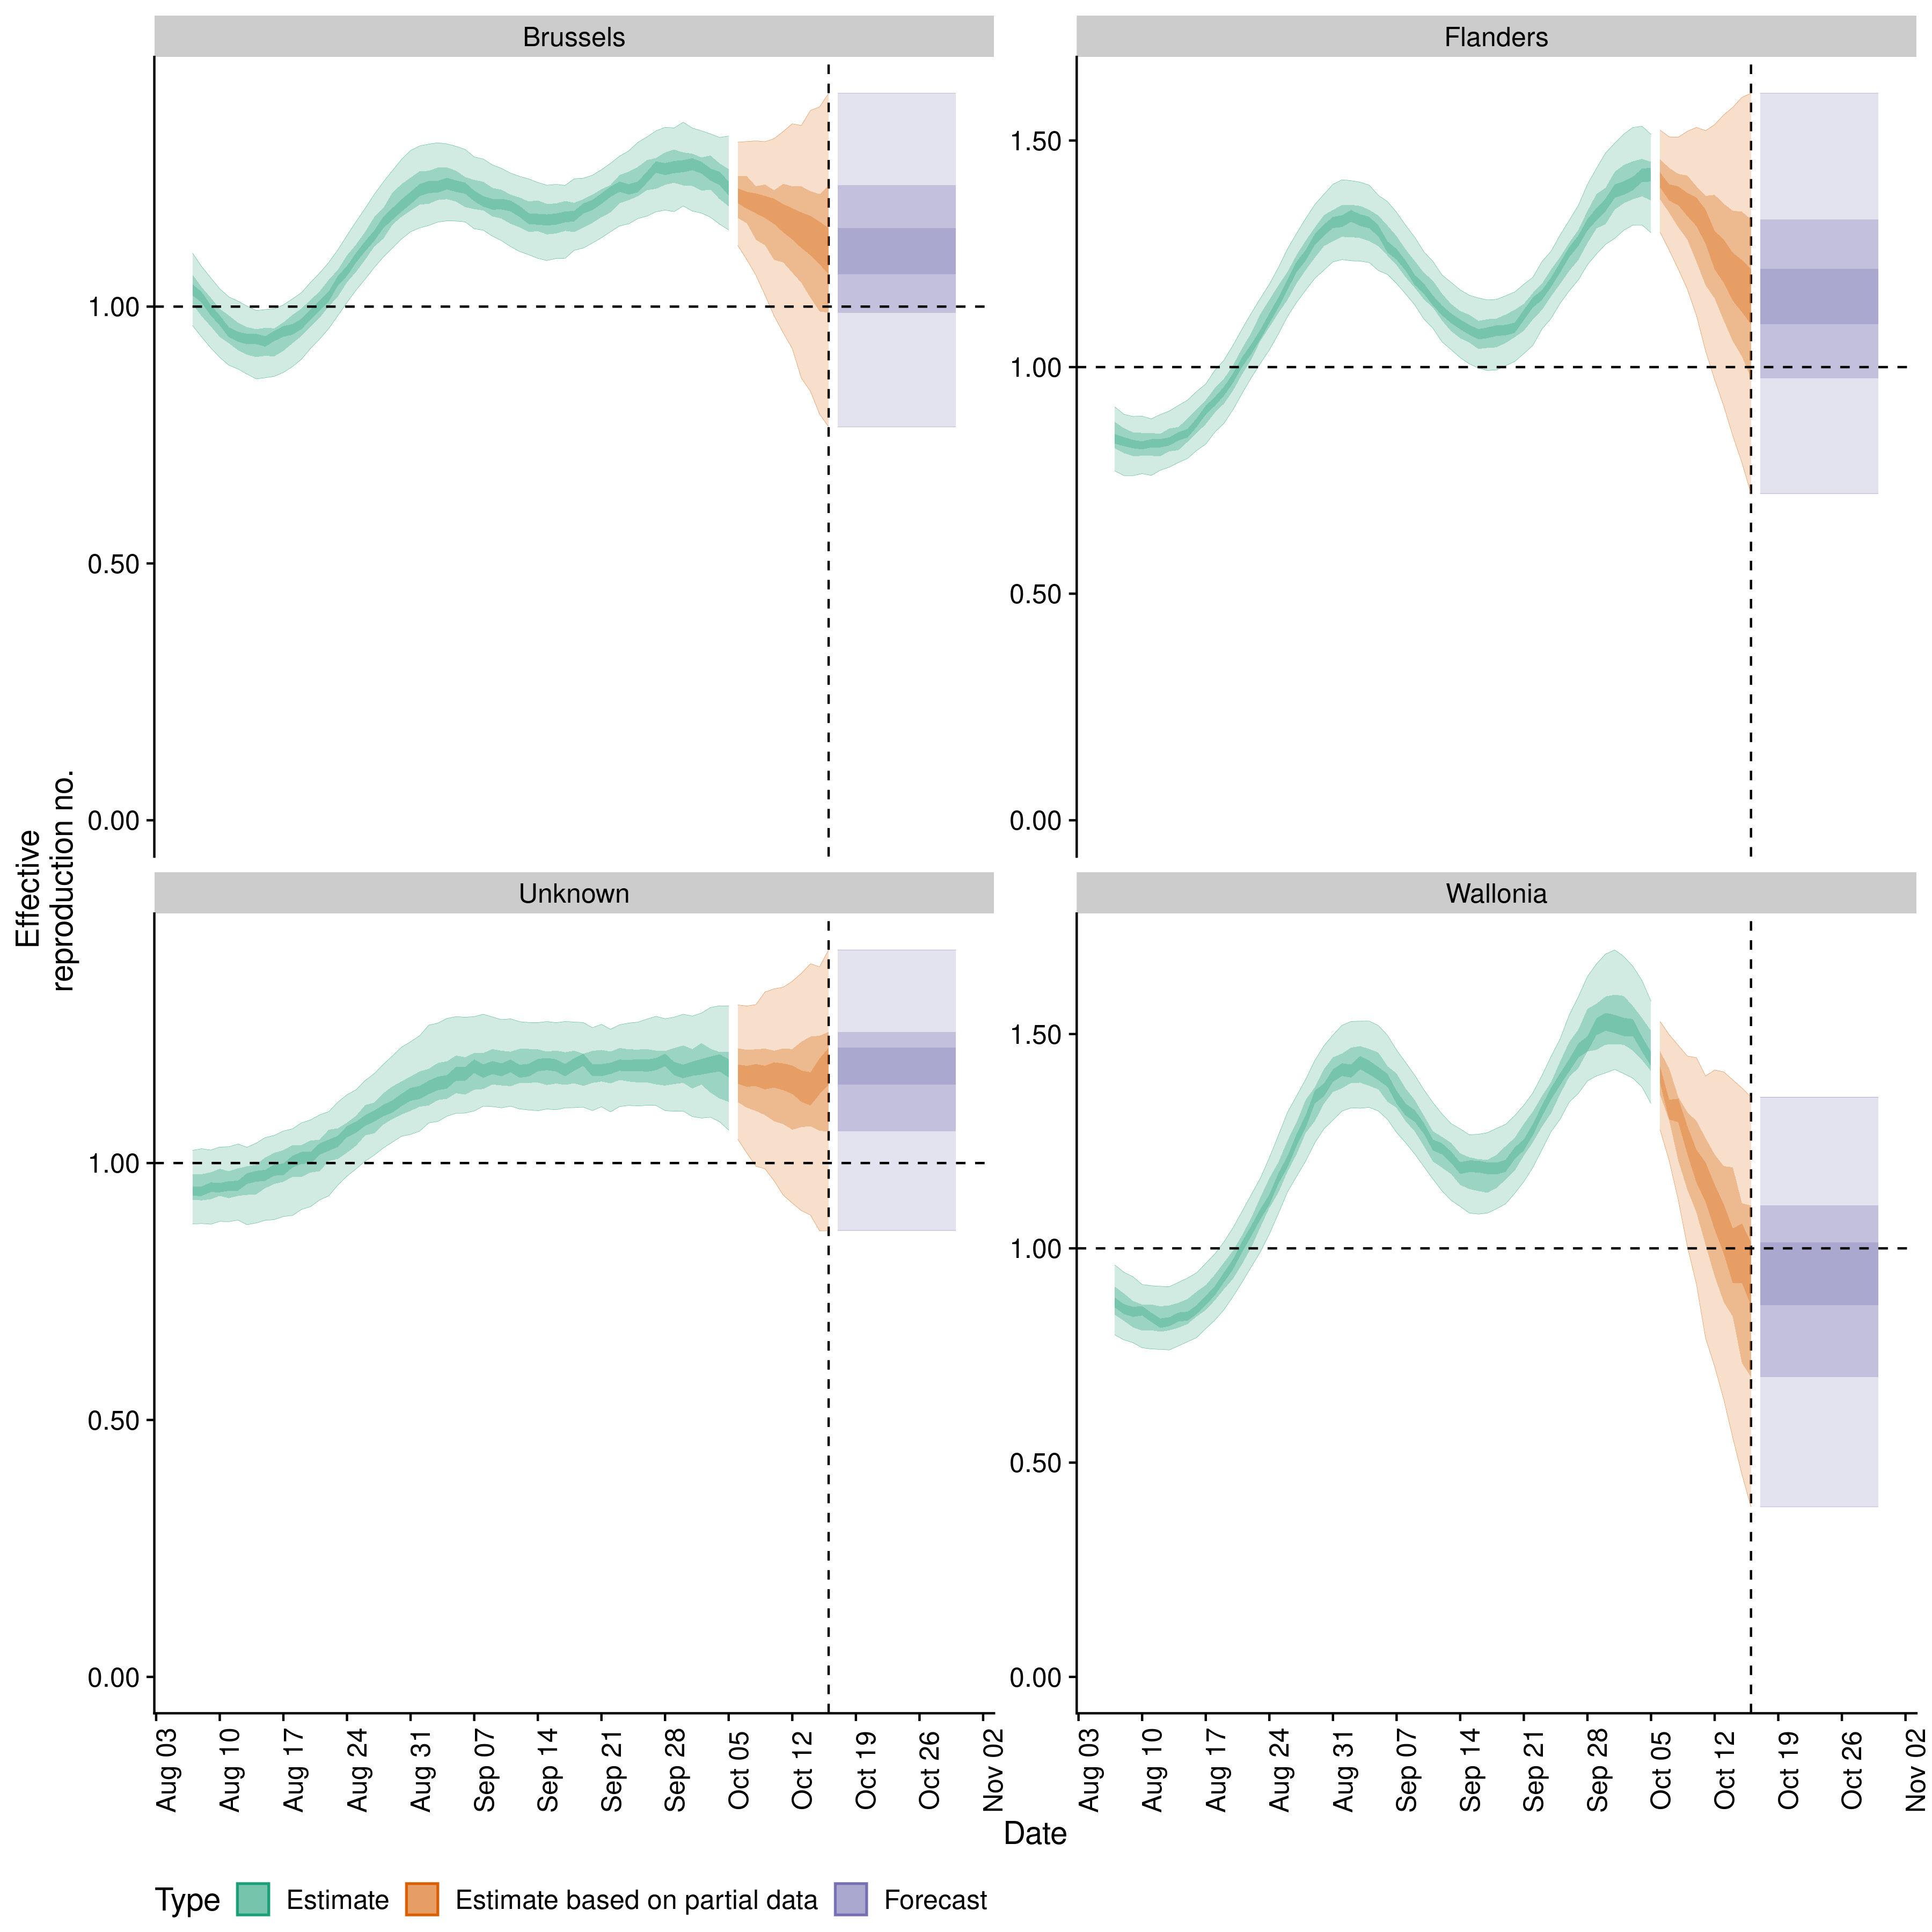 Brussels
Flanders
1.00
0.50
0.00
1.50
1.00
0.50
0.00
Effective
reproduction no.
Unknown
Wallonia
1.00
0.50
0.00
1.50
1.00
0.50
0.00
Aug 03
Aug 10
Aug 17
Aug 24
Aug 31
Sep 07
Sep 14
Sep 21
Sep 28
Oct 05
Oct 12
Oct 19
Oct 26
Nov 02
Aug 03
Aug 10
Aug 17
Aug 24
Aug 31
Sep 07
Sep 14
Sep 21
Sep 28
Oct 05
Oct 12
Oct 19
Oct 26
Nov 02
Date
Type Estimate Estimate based on partial data Forecast